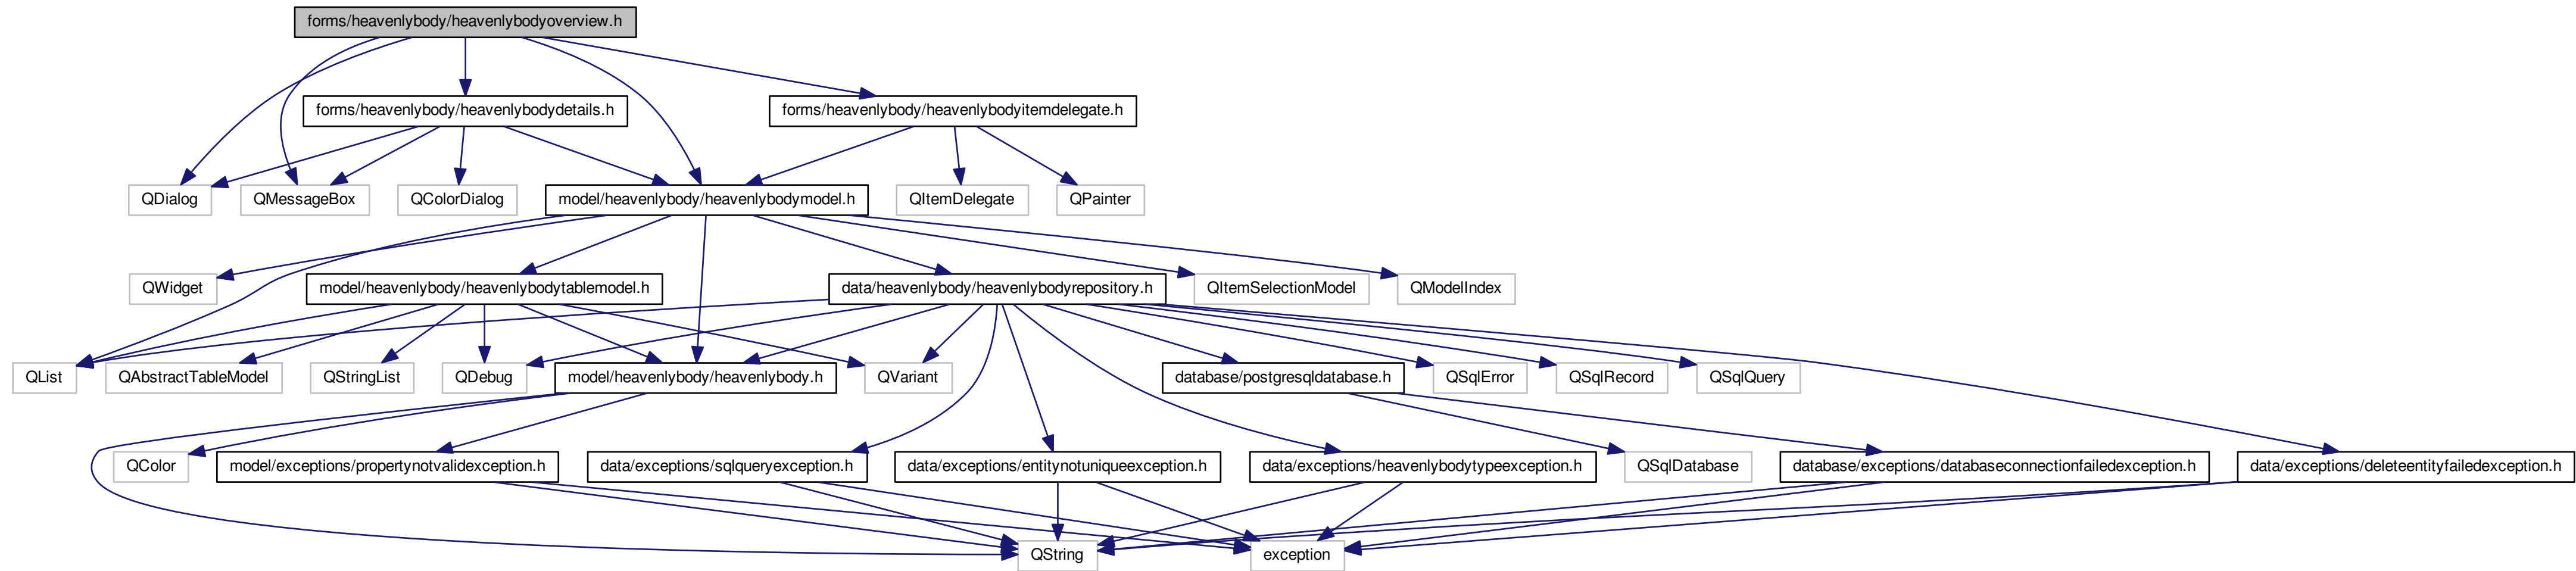 forms/heavenlybody/heavenlybodyoverview.h
forms/heavenlybody/heavenlybodydetails.h
forms/heavenlybody/heavenlybodyitemdelegate.h
QDialog
QMessageBox
QColorDialog
model/heavenlybody/heavenlybodymodel.h
QItemDelegate
QPainter
QWidget
model/heavenlybody/heavenlybodytablemodel.h
data/heavenlybody/heavenlybodyrepository.h
QItemSelectionModel
QModelIndex
QList
QAbstractTableModel
QStringList
QDebug
model/heavenlybody/heavenlybody.h
QVariant
database/postgresqldatabase.h
QSqlError
QSqlRecord
QSqlQuery
QColor
model/exceptions/propertynotvalidexception.h
data/exceptions/sqlqueryexception.h
data/exceptions/entitynotuniqueexception.h
data/exceptions/heavenlybodytypeexception.h
QSqlDatabase
database/exceptions/databaseconnectionfailedexception.h
data/exceptions/deleteentityfailedexception.h
QString
exception